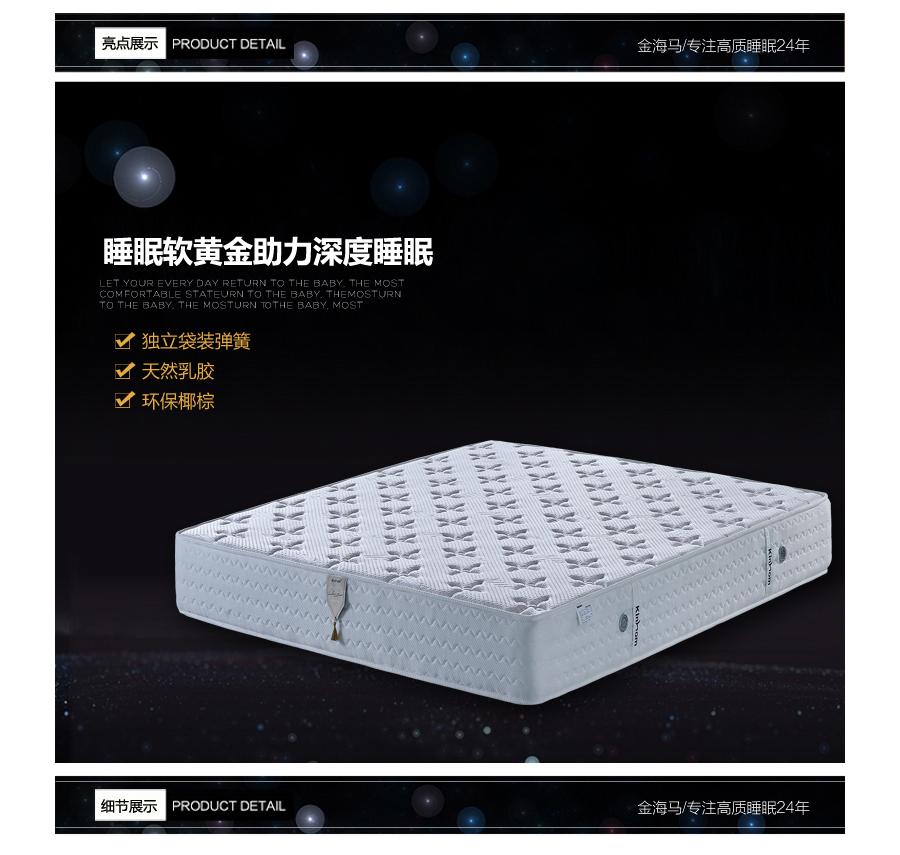 亮点展示 PRODUCT DETAIL 金海马/专注高质睡眠24年
睡眠软黄金助力深度睡眠
LET YOUR EVERY DAY RETURN TO THE BABY, THE MOST
COMFORTABLE STATEURN TO THE BABY, THEMOSTURN
TO THE BABY, THE MOSTURN TOTHE BABY, MOST
独立袋装弹簧
天然乳胶
环保椰棕
Kinhom
Kinhom
细节展示 PRODUCT DETAIL 金海马/专注高质睡眠24年